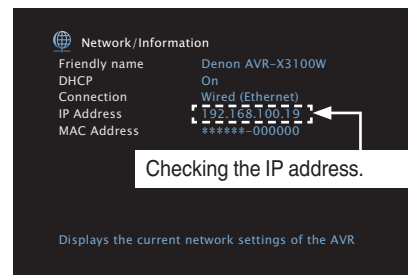 Network/Information
Friendly name Denon AVR-X3100W
DHCP On
Connection Wired (Ethernet)
IP Address 192.168.100.19
MAC Address ******-000000
Checking the IP address.
Displays the current network settings of the AVR